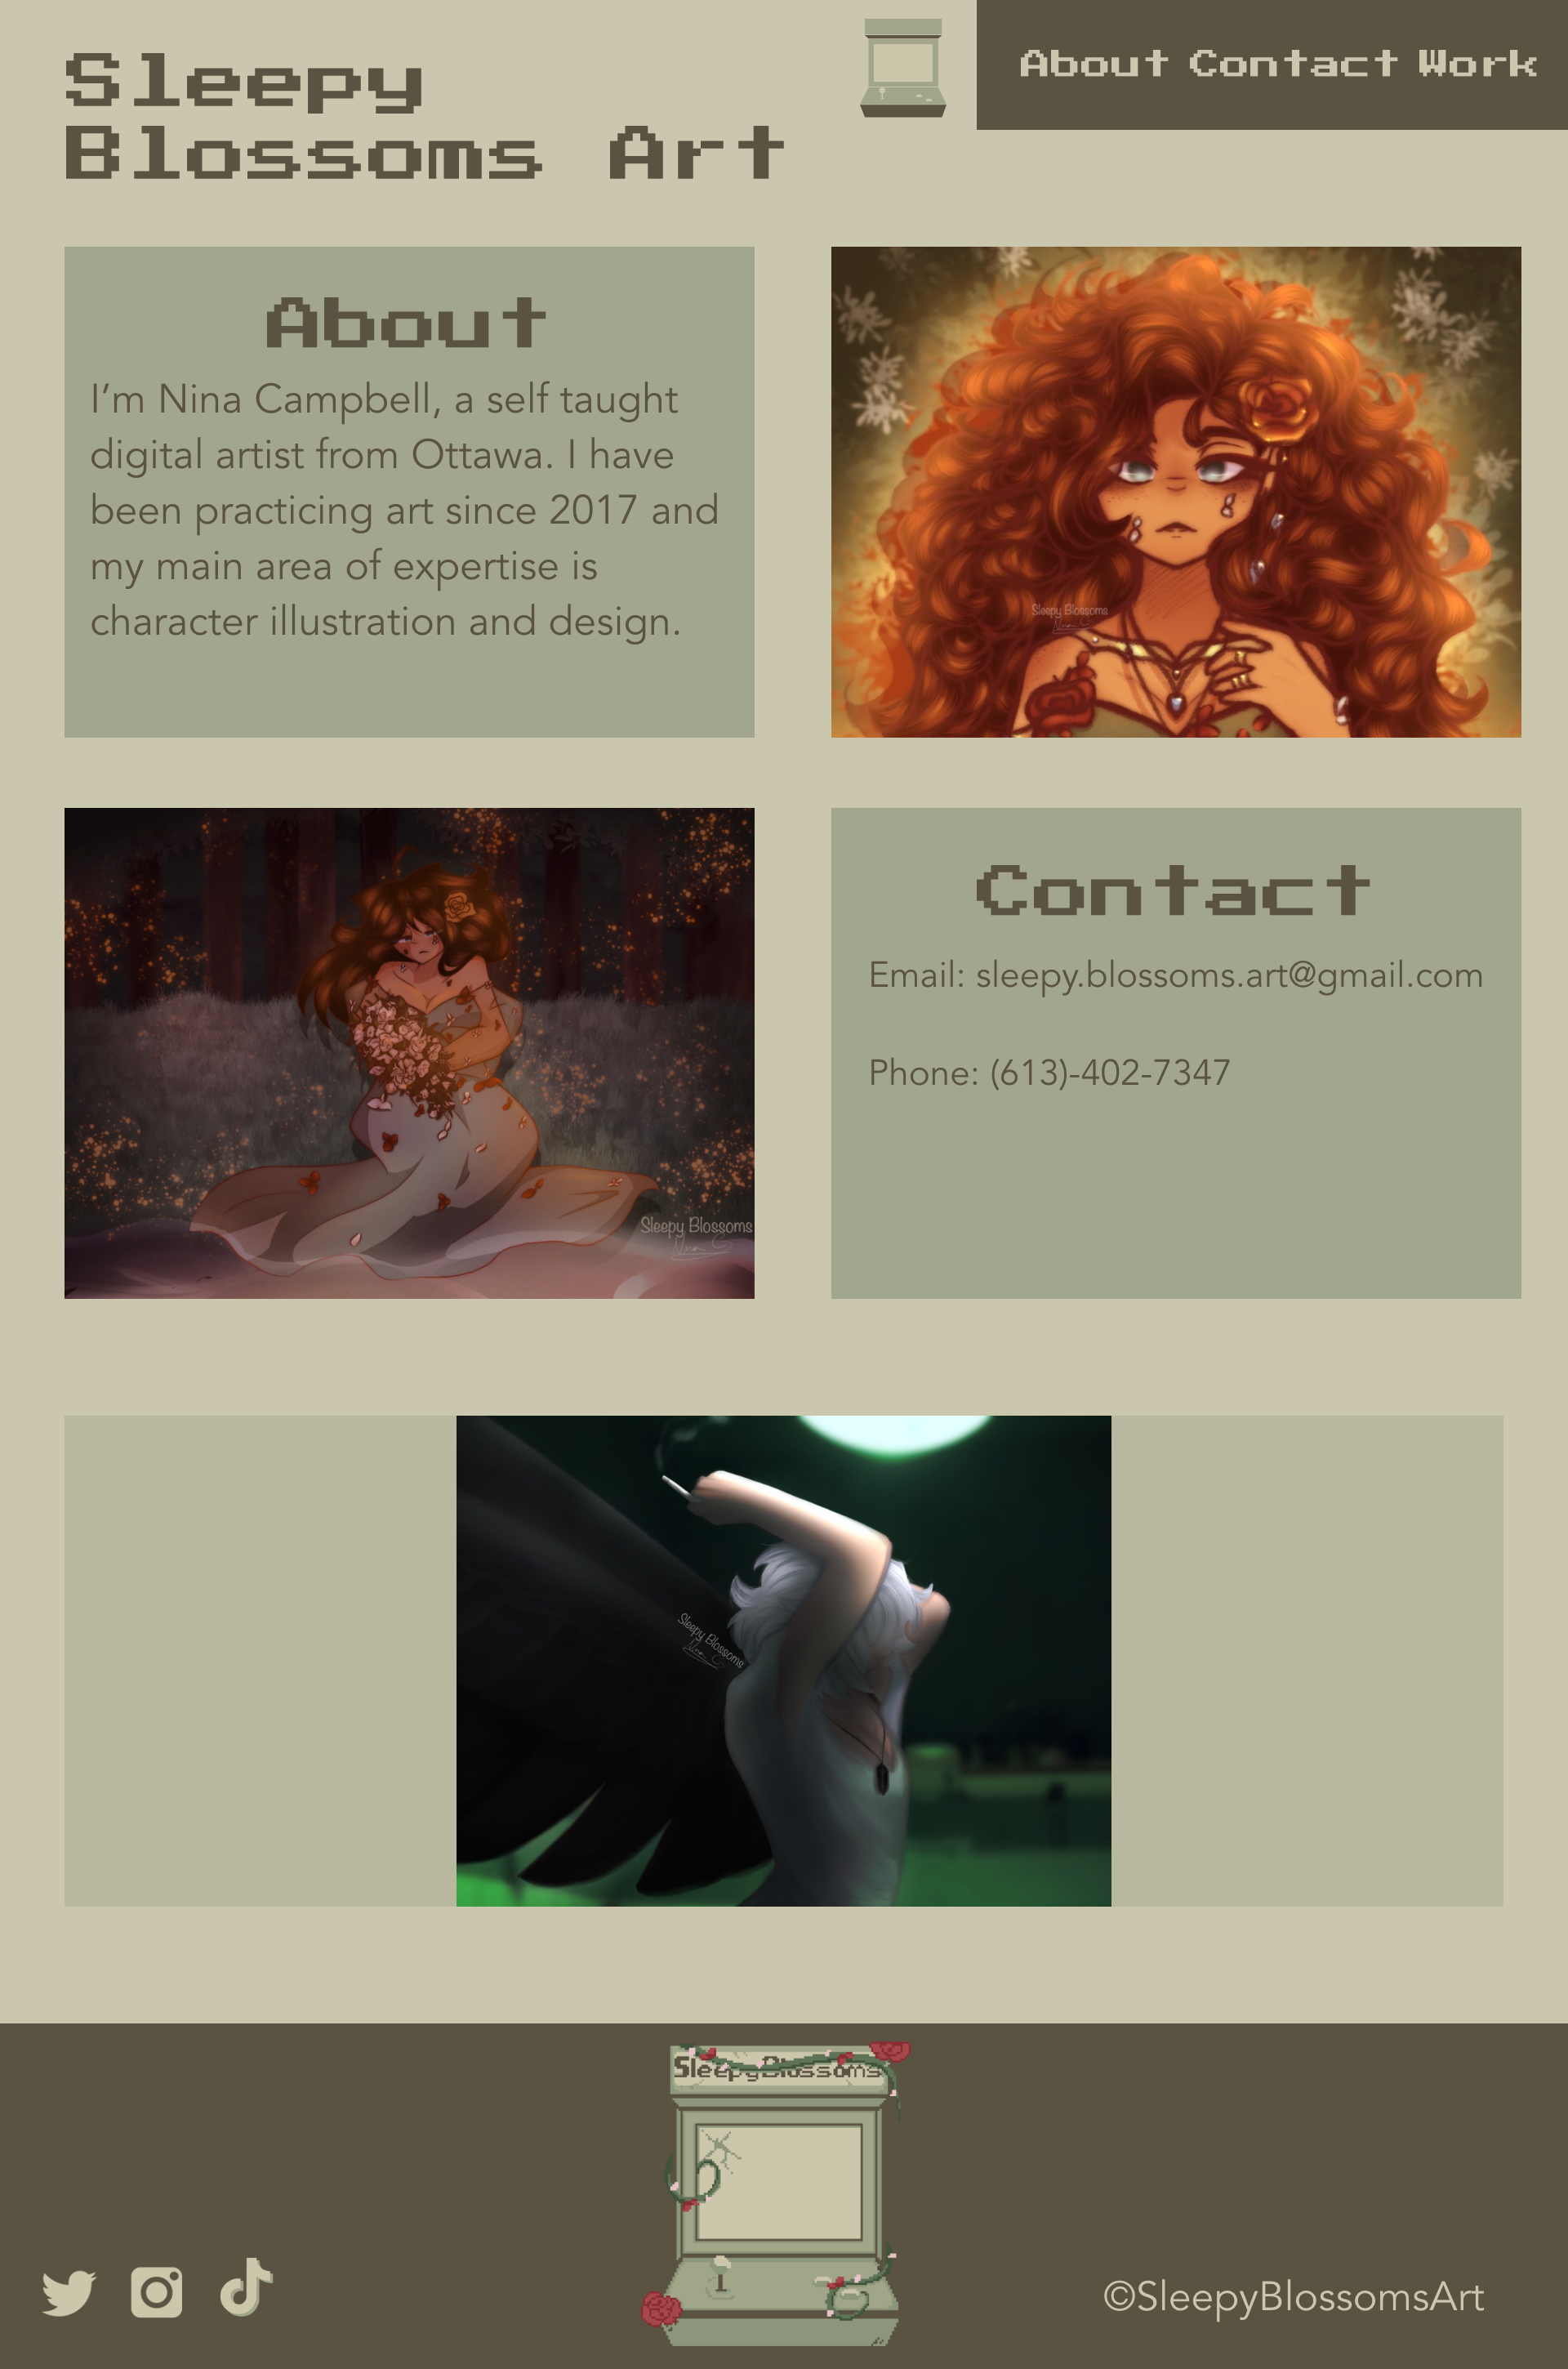 Sleepy
Blossoms Art
About Contact Work
About
I’m Nina Campbell, a self taught
digital artist from Ottawa. I have
been practicing art since 2017 and
my main area of expertise is
character illustration and design.
Sleepy Blossoms
Sleepy Blossoms
Contact
Email: sleepy.blossoms.art@gmail.com
Phone: (613)-402-7347
Sleepy Blossoms
SleepyBlossoms
©SleepyBlossomsArt